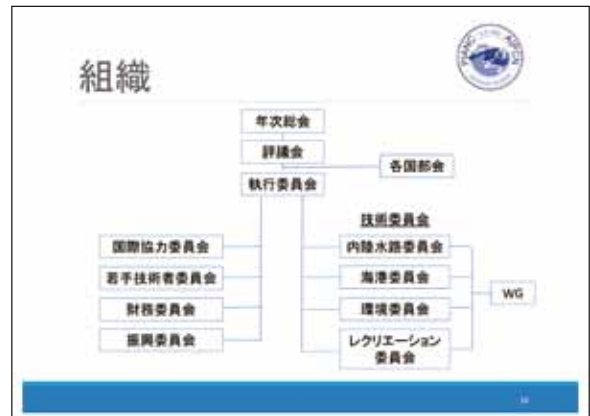 組織
PIANC AIPCN
年次総会
評議会
各国部会
執行委員会
技術委員会
国際協力委員会
内陸水路委員会
若手技術者委員会
海港委員会
WG
財務委員会
環境委員会
振興委員会
レクリエーション
委員会